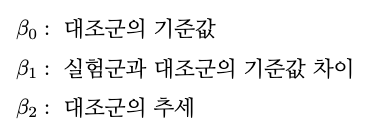 β₀ : 대조군의 기준값
β₁ : 실험군과 대조군의 기준값 차이
β₂ : 대조군의 추세